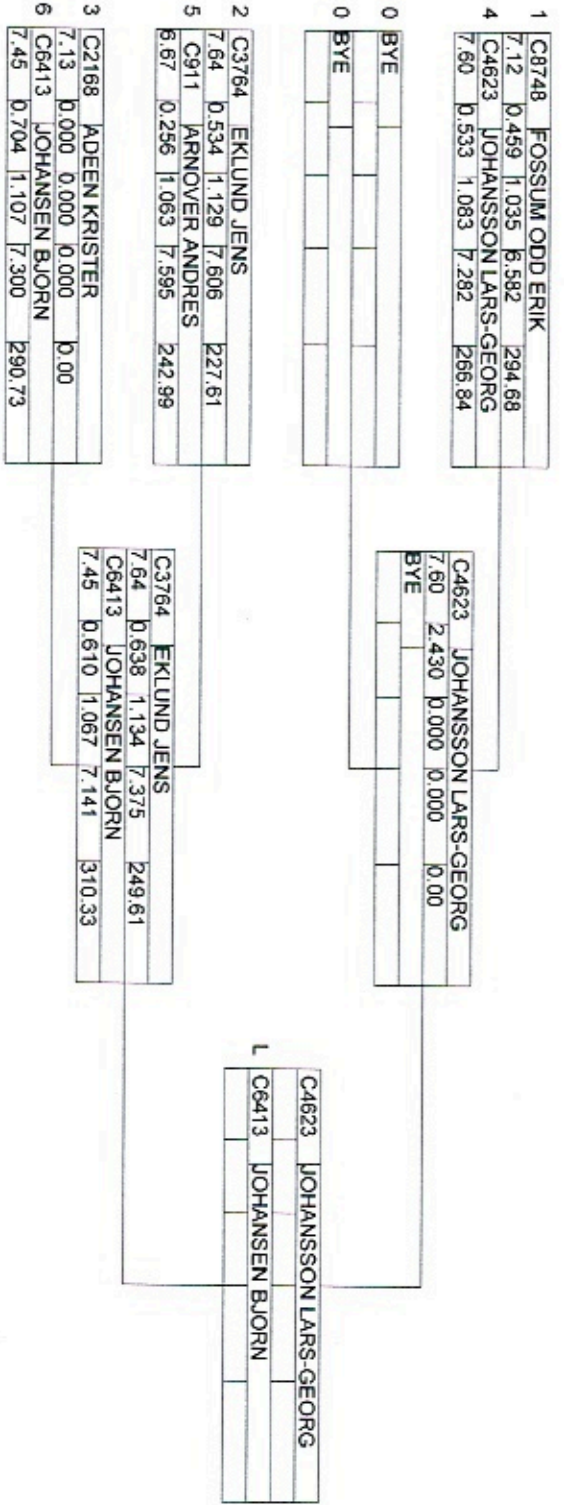 1 C8748 FOSSUM ODD ERIK
7.12 0.459 1.035 6.582 294.68
4 C4623 JOHANSSON LARS-GEORG
7.60 0.533 1.083 7.282 266.84
0 BYE
0 BYE
2 C3764 EKLUND JENS
7.64 0.534 1.129 7.606 227.61
5 C911 ARNOVER ANDRES
6.67 0.256 1.063 7.595 242.99
3 C2168 ADEEN KRISTER
7.13 0.000 0.000 0.000 0.00
6 C6413 JOHANSEN BJORN
7.45 0.704 1.107 7.300 290.73
C4623 JOHANSSON LARS-GEORG
7.60 2.430 0.000 0.000 0.00
BYE
C3764 EKLUND JENS
7.64 0.638 1.134 7.375 249.61
C6413 JOHANSEN BJORN
7.45 0.610 1.067 7.141 310.33
C4623 JOHANSSON LARS-GEORG
L C6413 JOHANSEN BJORN